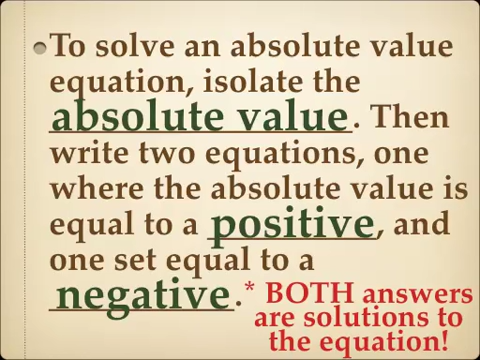 To solve an absolute value
equation, isolate the
absolute value. Then
write two equations, one
where the absolute value is
equal to a positive, and
one set equal to a
negative.* BOTH answers
are solutions to
the equation!